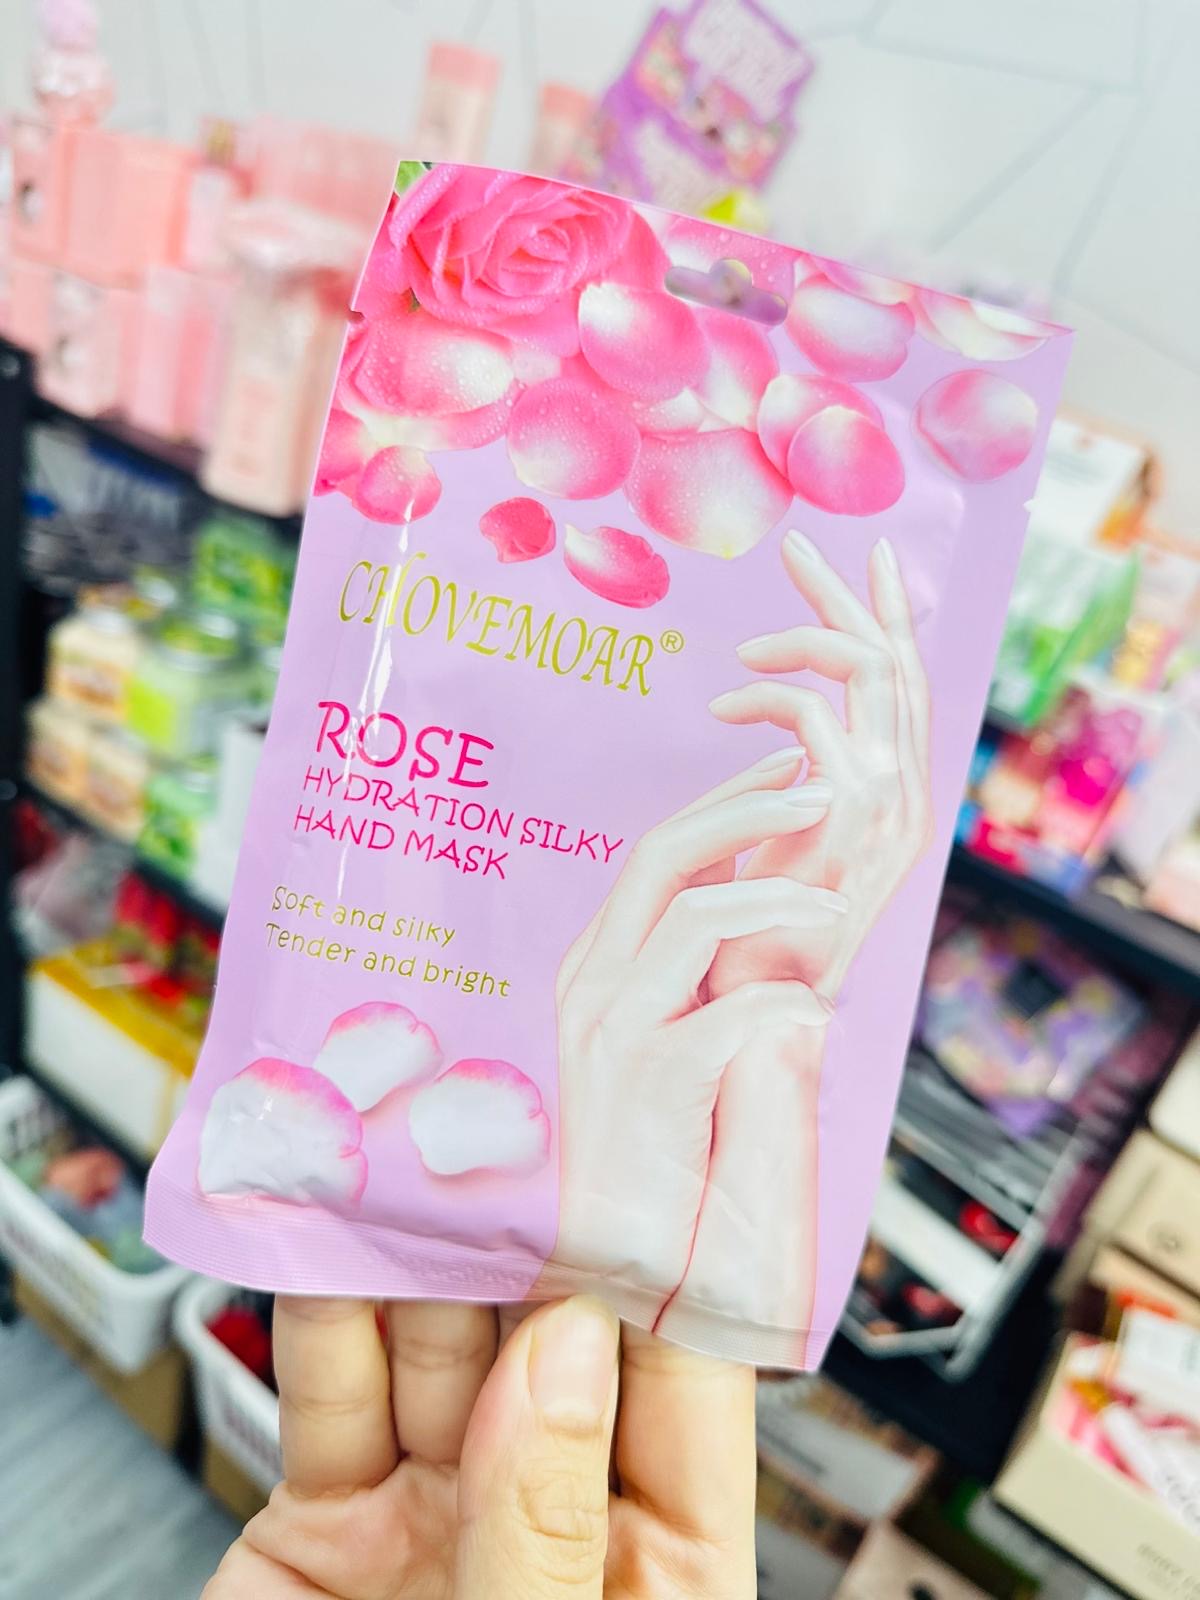 CHOVEMOAR®
ROSE
HYDRATION SILKY
HAND MASK
Soft and silky
Tender and bright